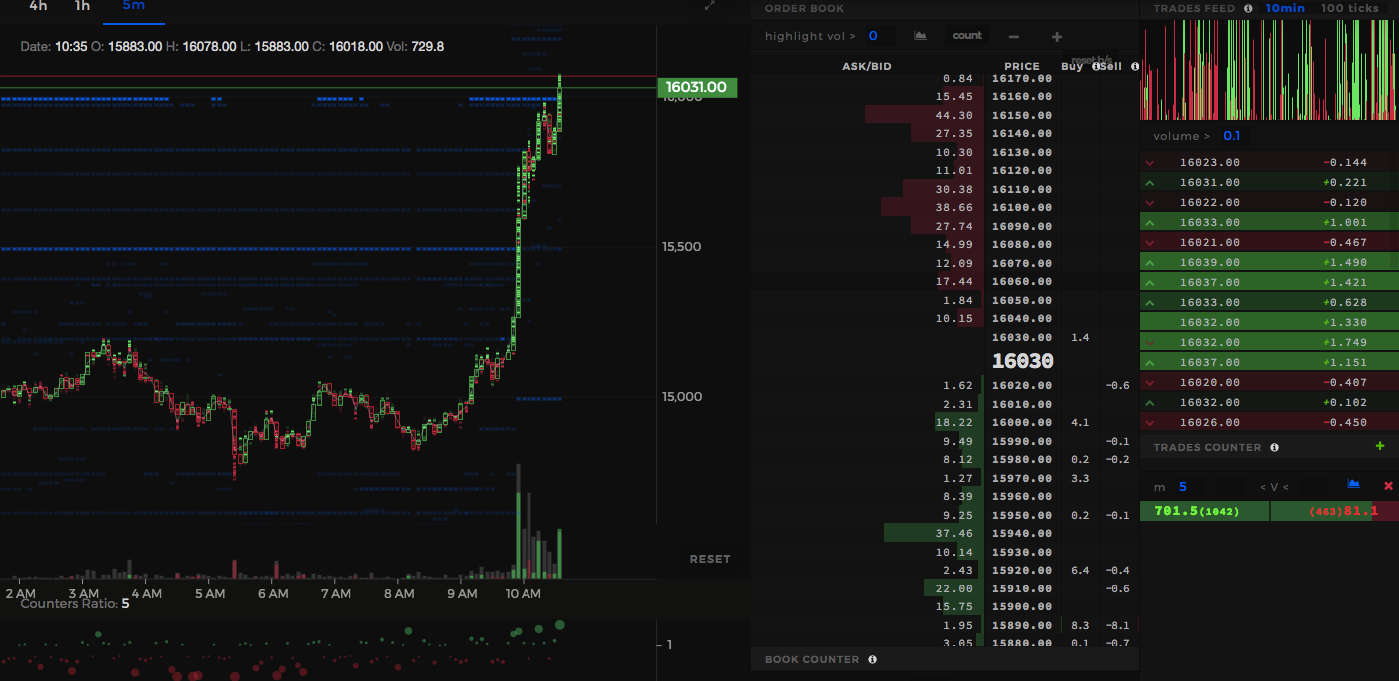 4h 1h 5m
Date: 10:35 O: 15883.00 H: 16078.00 L: 15883.00 C: 16018.00 Vol: 729.8
16031.00
15,500
15,000
RESET
2 AM 3 AM 4 AM 5 AM 6 AM 7 AM 8 AM 9 AM 10 AM
Counters Ratio: 5
1
ORDER BOOK
highlight vol > 0 count − +
reset b/s
ASK/BID PRICE Buy Sell
0.84 16170.00
15.45 16160.00
44.30 16150.00
27.35 16140.00
10.30 16130.00
11.01 16120.00
30.38 16110.00
38.66 16100.00
27.74 16090.00
14.99 16080.00
12.09 16070.00
17.44 16060.00
1.84 16050.00
10.15 16040.00
16030.00 1.4
16030
1.62 16020.00 −0.6
2.31 16010.00
18.22 16000.00 4.1
9.49 15990.00 −0.1
8.12 15980.00 0.2 −0.2
1.27 15970.00 3.3
8.39 15960.00
9.25 15950.00 0.2 −0.1
37.46 15940.00
10.14 15930.00
2.43 15920.00 6.4 −0.4
22.00 15910.00 −0.6
15.75 15900.00
1.95 15890.00 8.3 −8.1
3.05 15880.00 0.1 −0.7
BOOK COUNTER
TRADES FEED 10min 100 ticks
volume > 0.1
16023.00 −0.144
16031.00 +0.221
16022.00 −0.120
16033.00 +1.001
16021.00 −0.467
16039.00 +1.490
16037.00 +1.421
16033.00 +0.628
16032.00 +1.330
16032.00 +1.749
16037.00 +1.151
16020.00 −0.407
16032.00 +0.102
16026.00 −0.450
TRADES COUNTER +
m 5 < V <
701.5(1042) (463)81.1